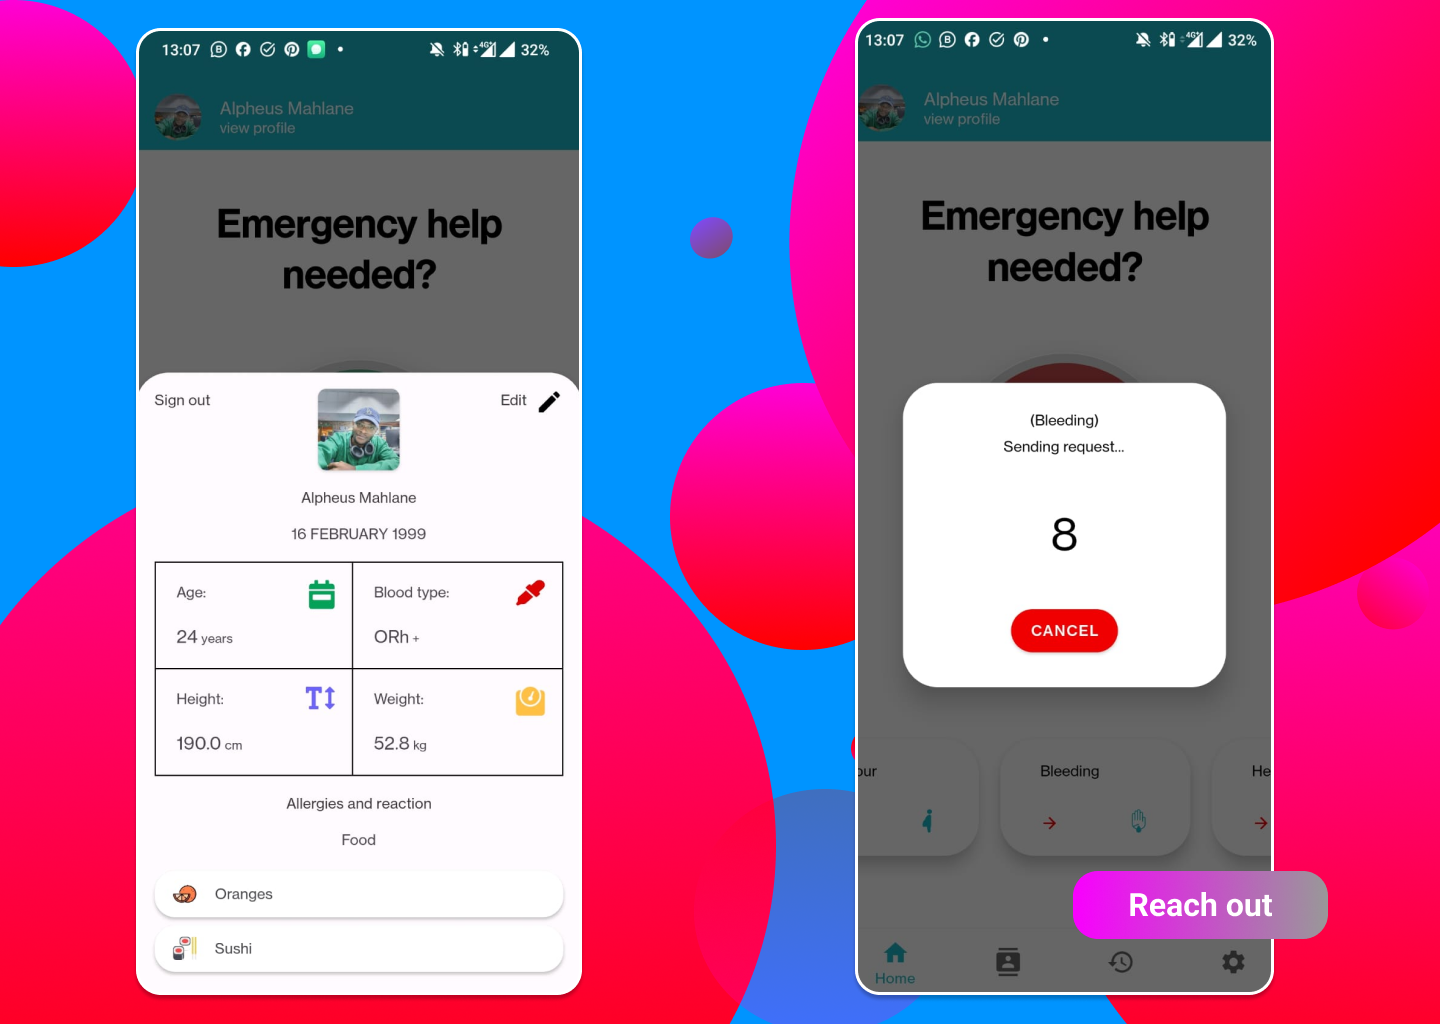 13:07
32%
Alpheus Mahlane
view profile
Emergency help
needed?
Sign out
Edit
Alpheus Mahlane
16 FEBRUARY 1999
Age:
Blood type:
24 years
ORh +
Height:
Weight:
190.0 cm
52.8 kg
Allergies and reaction
Food
Oranges
Sushi
13:07
32%
Alpheus Mahlane
view profile
Emergency help
needed?
(Bleeding)
Sending request...
8
CANCEL
our
Bleeding
He
Reach out
Home